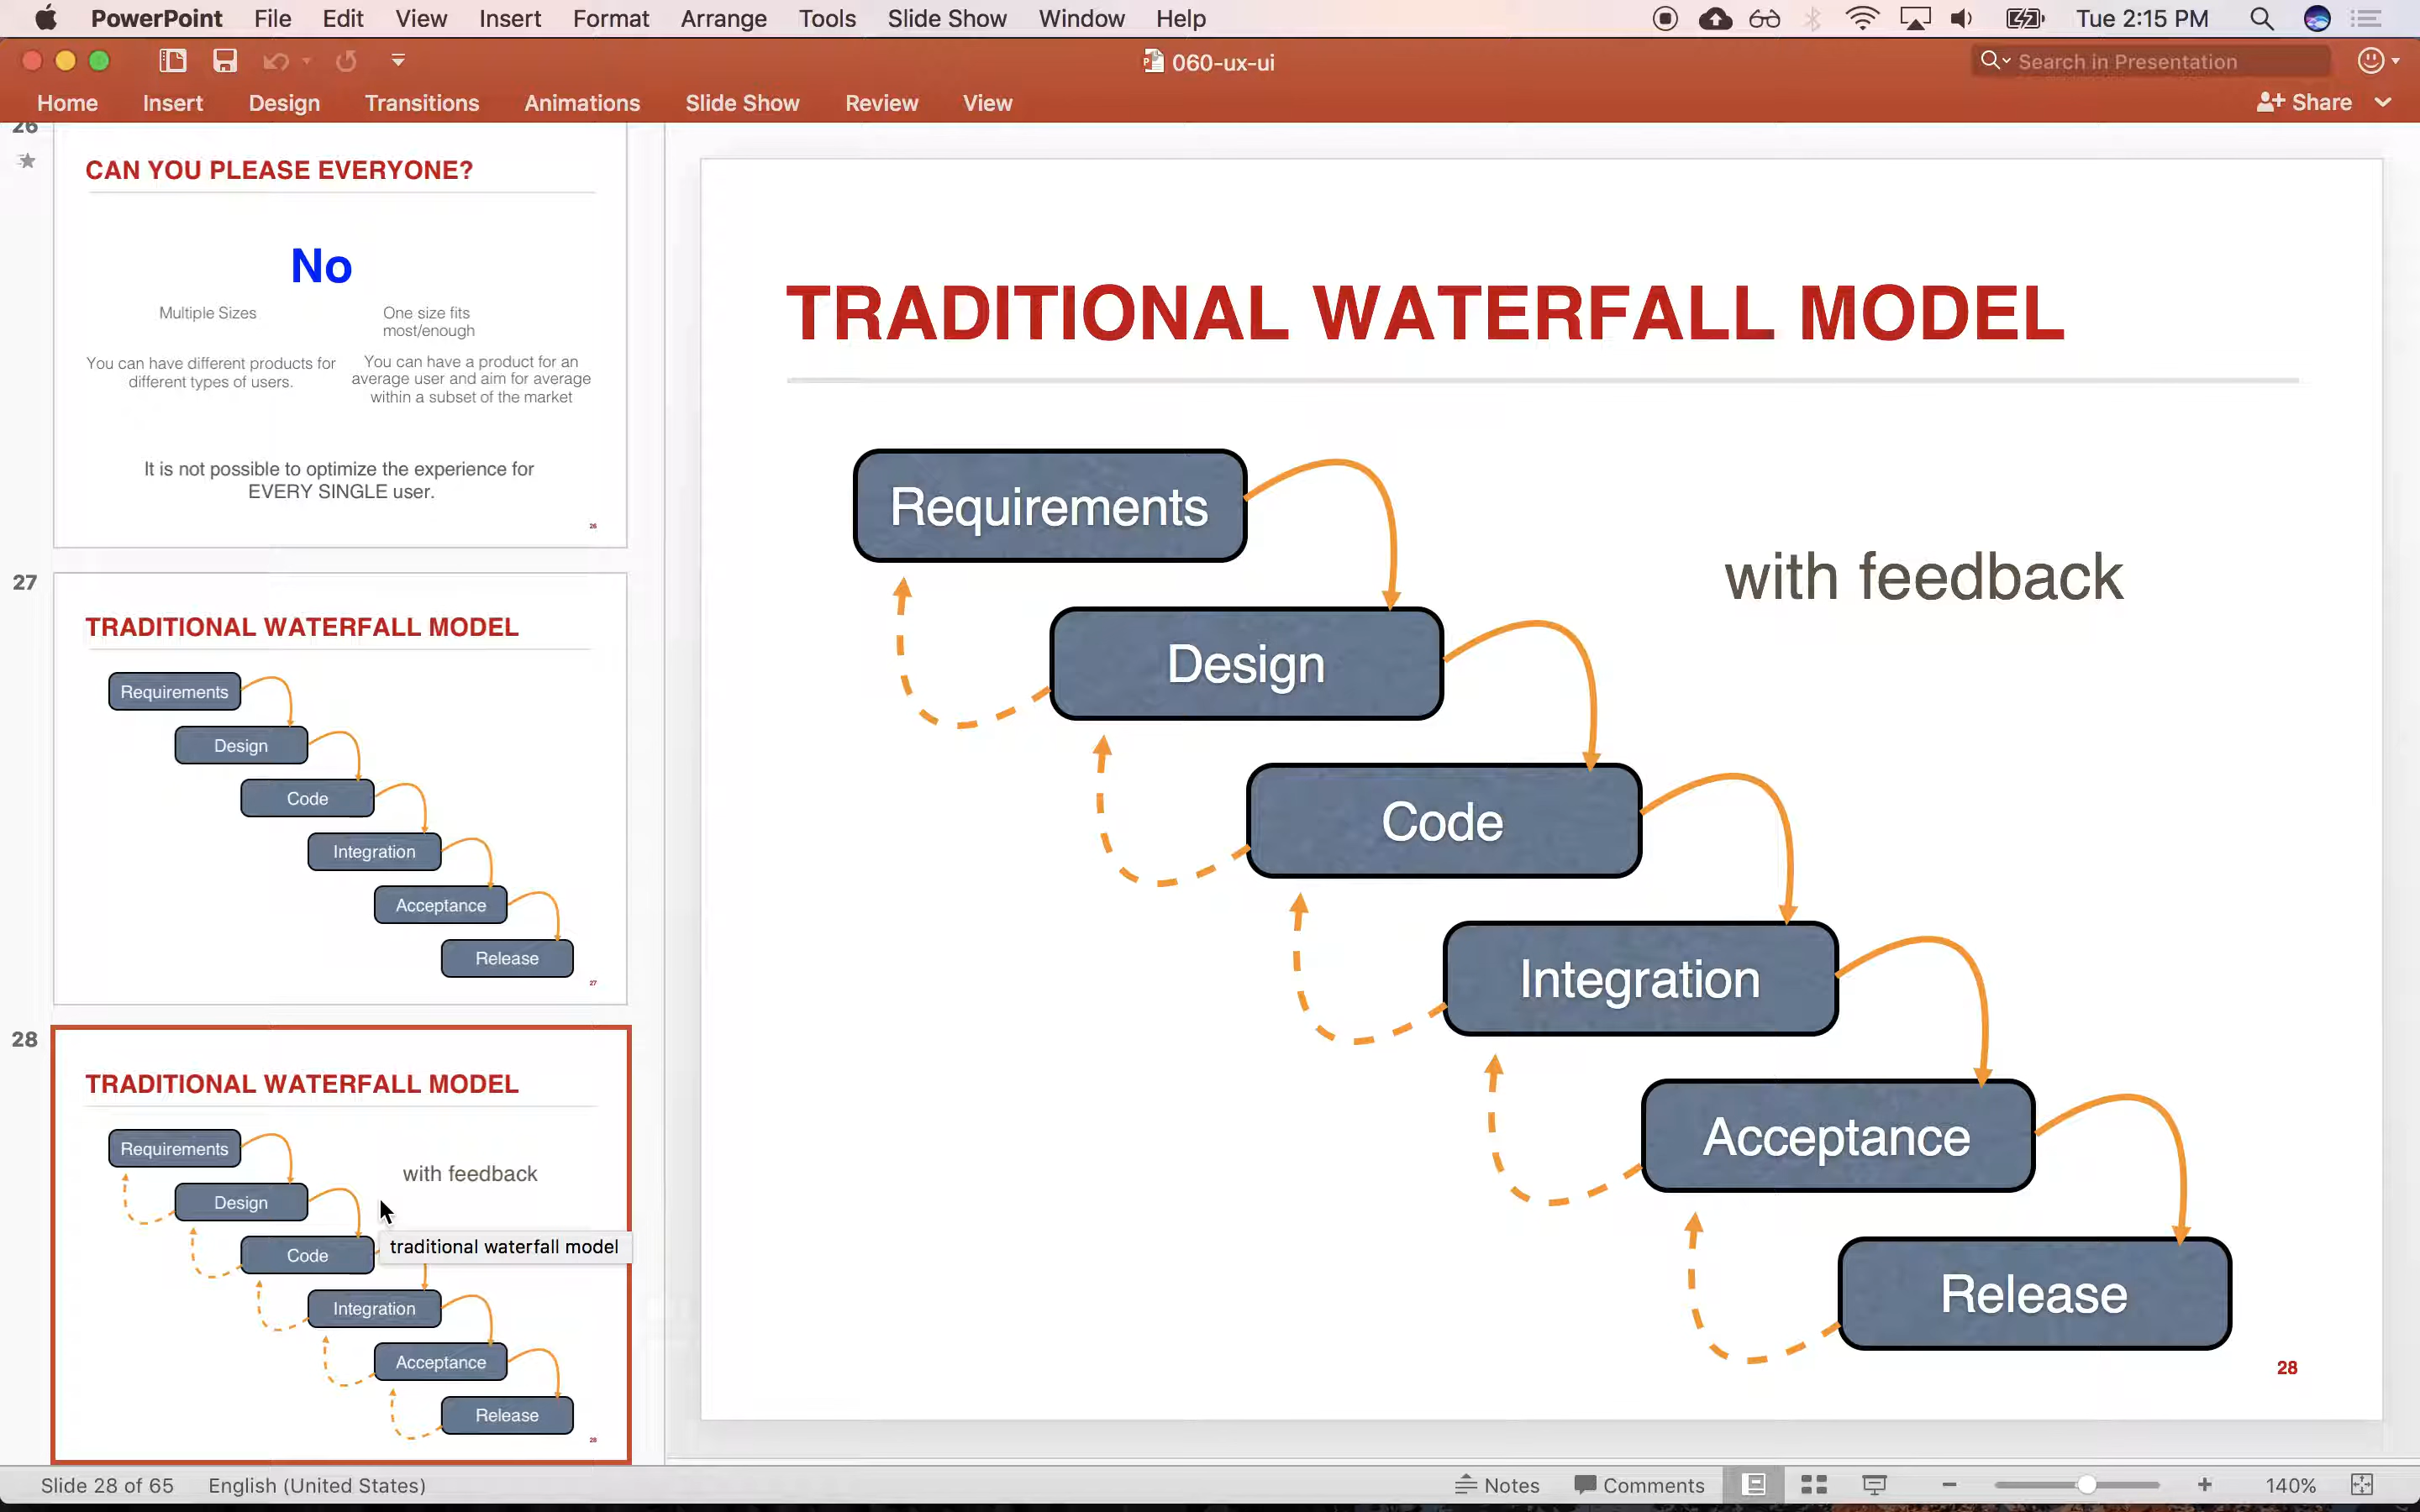 PowerPoint File Edit View Insert Format Arrange Tools Slide Show Window Help Tue 2:15 PM
060-ux-ui
Search in Presentation
Home Insert Design Transitions Animations Slide Show Review View Share
26
CAN YOU PLEASE EVERYONE?
No
Multiple Sizes
One size fits
most/enough
You can have different products for
different types of users.
You can have a product for an
average user and aim for average
within a subset of the market
It is not possible to optimize the experience for
EVERY SINGLE user.
26
27
TRADITIONAL WATERFALL MODEL
Requirements
Design
Code
Integration
Acceptance
Release
27
28
TRADITIONAL WATERFALL MODEL
Requirements
with feedback
Design
Code
traditional waterfall model
Integration
Acceptance
Release
28
TRADITIONAL WATERFALL MODEL
Requirements
with feedback
Design
Code
Integration
Acceptance
Release
28
Slide 28 of 65 English (United States) Notes Comments 140%